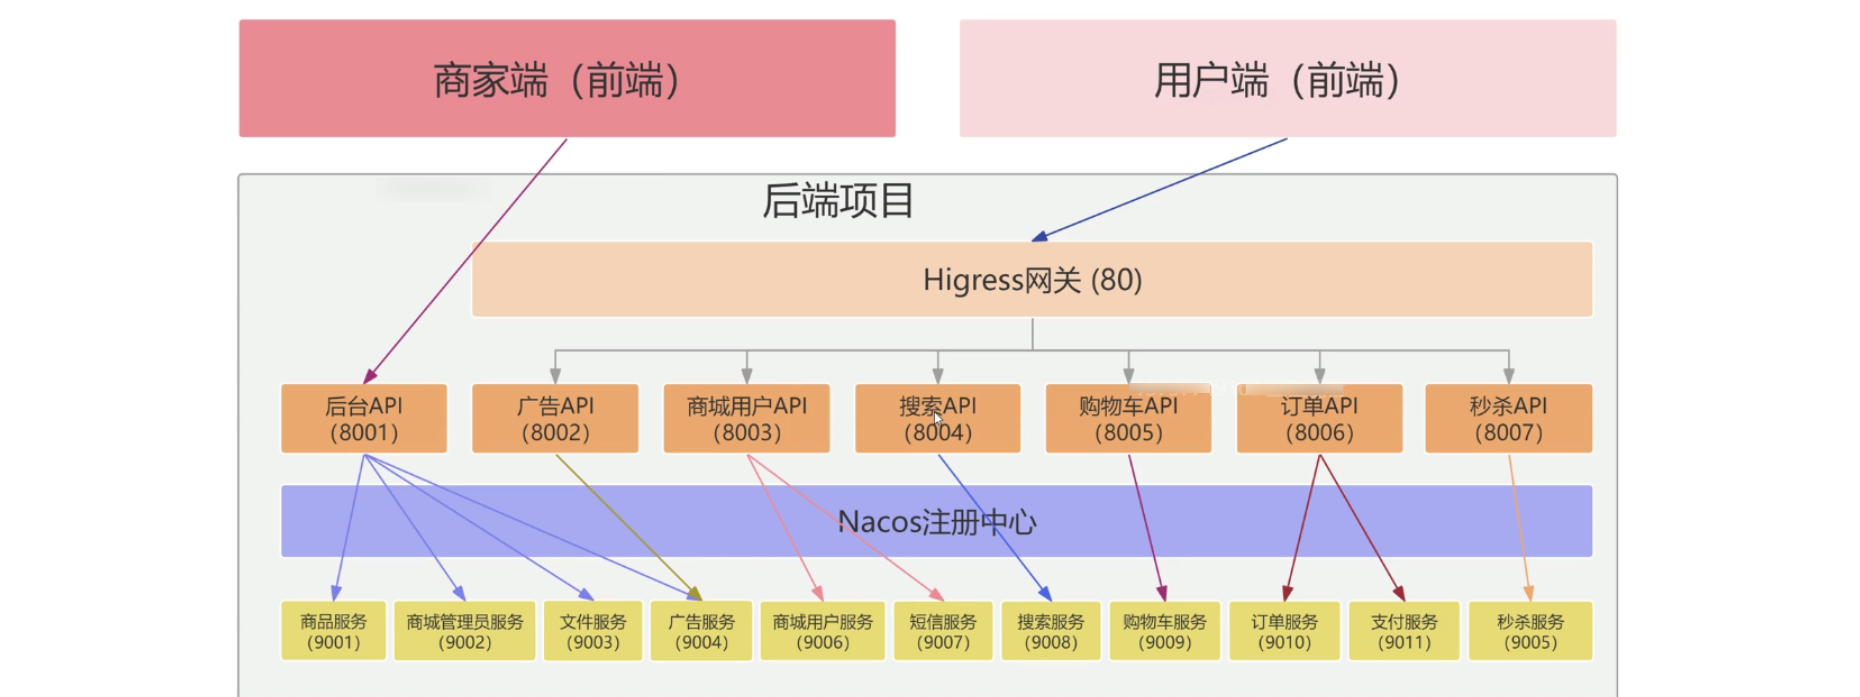 商家端（前端）
用户端（前端）
后端项目
Higress网关 (80)
后台API
（8001）
广告API
（8002）
商城用户API
（8003）
搜索API
（8004）
购物车API
（8005）
订单API
（8006）
秒杀API
（8007）
Nacos注册中心
商品服务
（9001）
商城管理员服务
（9002）
文件服务
（9003）
广告服务
（9004）
商城用户服务
（9006）
短信服务
（9007）
搜索服务
（9008）
购物车服务
（9009）
订单服务
（9010）
支付服务
（9011）
秒杀服务
（9005）